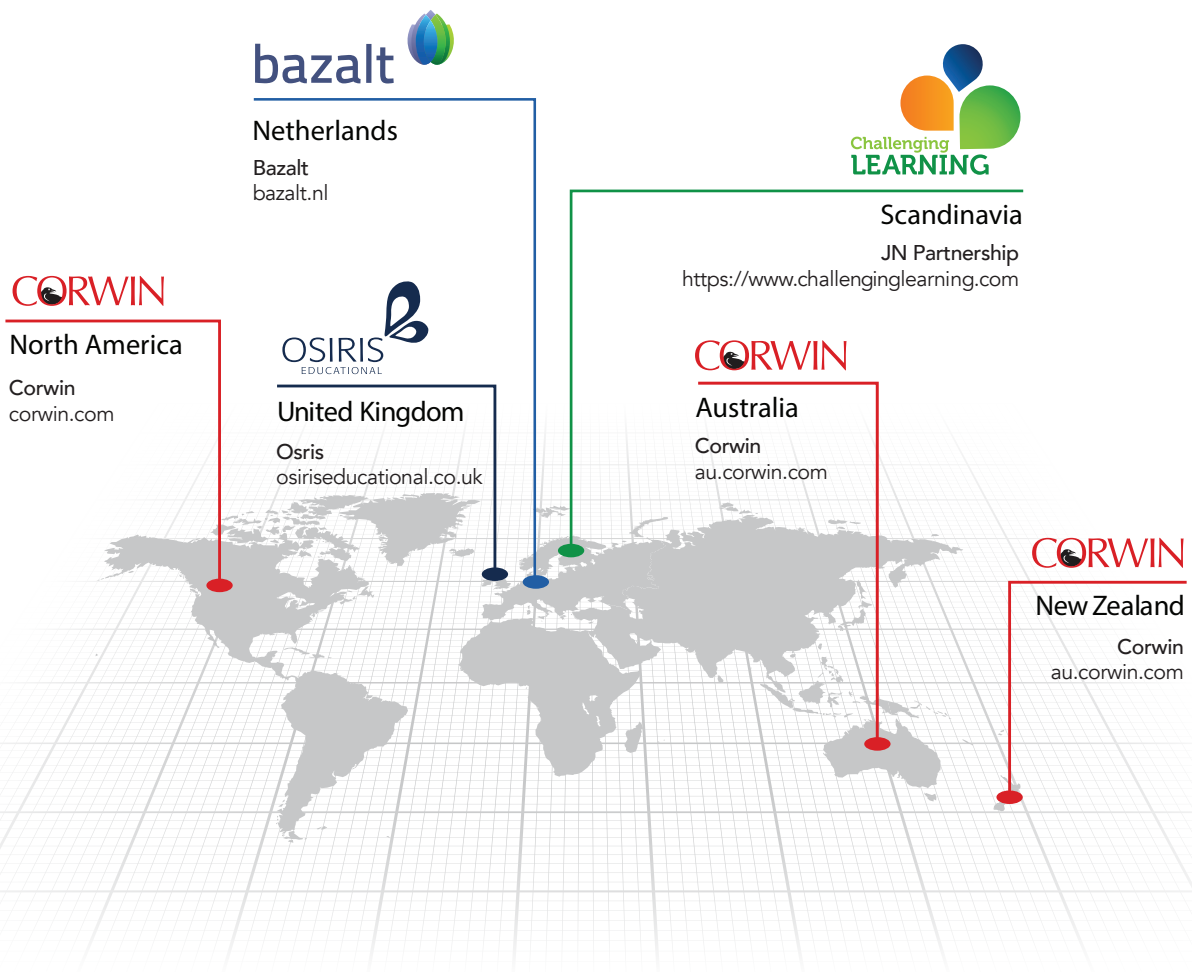 bazalt
Netherlands
Bazalt
bazalt.nl
Challenging
LEARNING
Scandinavia
JN Partnership
https://www.challenginglearning.com
CORWIN
North America
Corwin
corwin.com
OSIRIS
EDUCATIONAL
United Kingdom
Osris
osiriseducational.co.uk
CORWIN
Australia
Corwin
au.corwin.com
CORWIN
New Zealand
Corwin
au.corwin.com